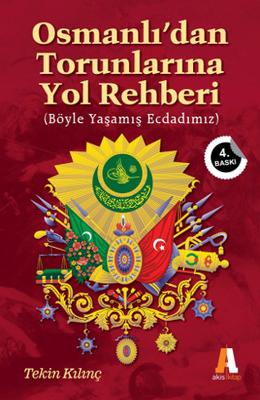 Osmanlı'dan
Torunlarına
Yol Rehberi
(Böyle Yaşamış Ecdadımız)
4.
BASKI
Tekin Kılınç
A
akis kitap